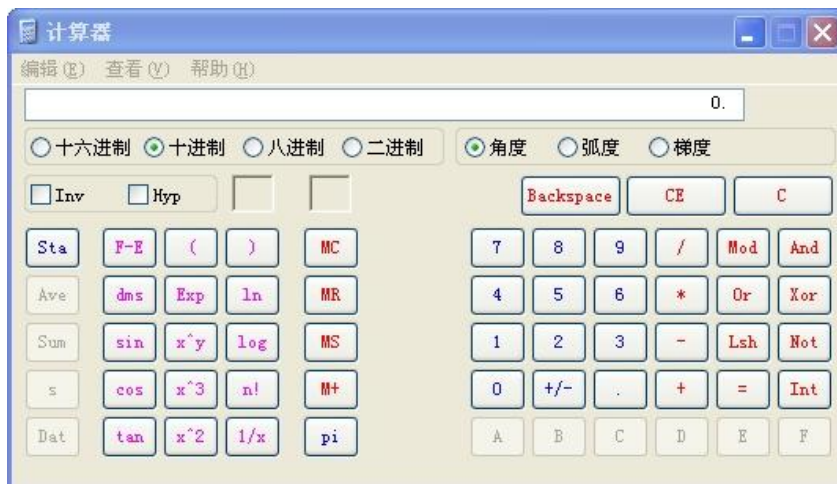 计算器
编辑(E) 查看(V) 帮助(H)
0.
十六进制 十进制 八进制 二进制 角度 弧度 梯度
Inv Hyp Backspace CE C
Sta F-E ( ) MC 7 8 9 / Mod And
Ave dms Exp ln MR 4 5 6 * Or Xor
Sum sin x^y log MS 1 2 3 - Lsh Not
s cos x^3 n! M+ 0 +/- . + = Int
Dat tan x^2 1/x pi A B C D E F